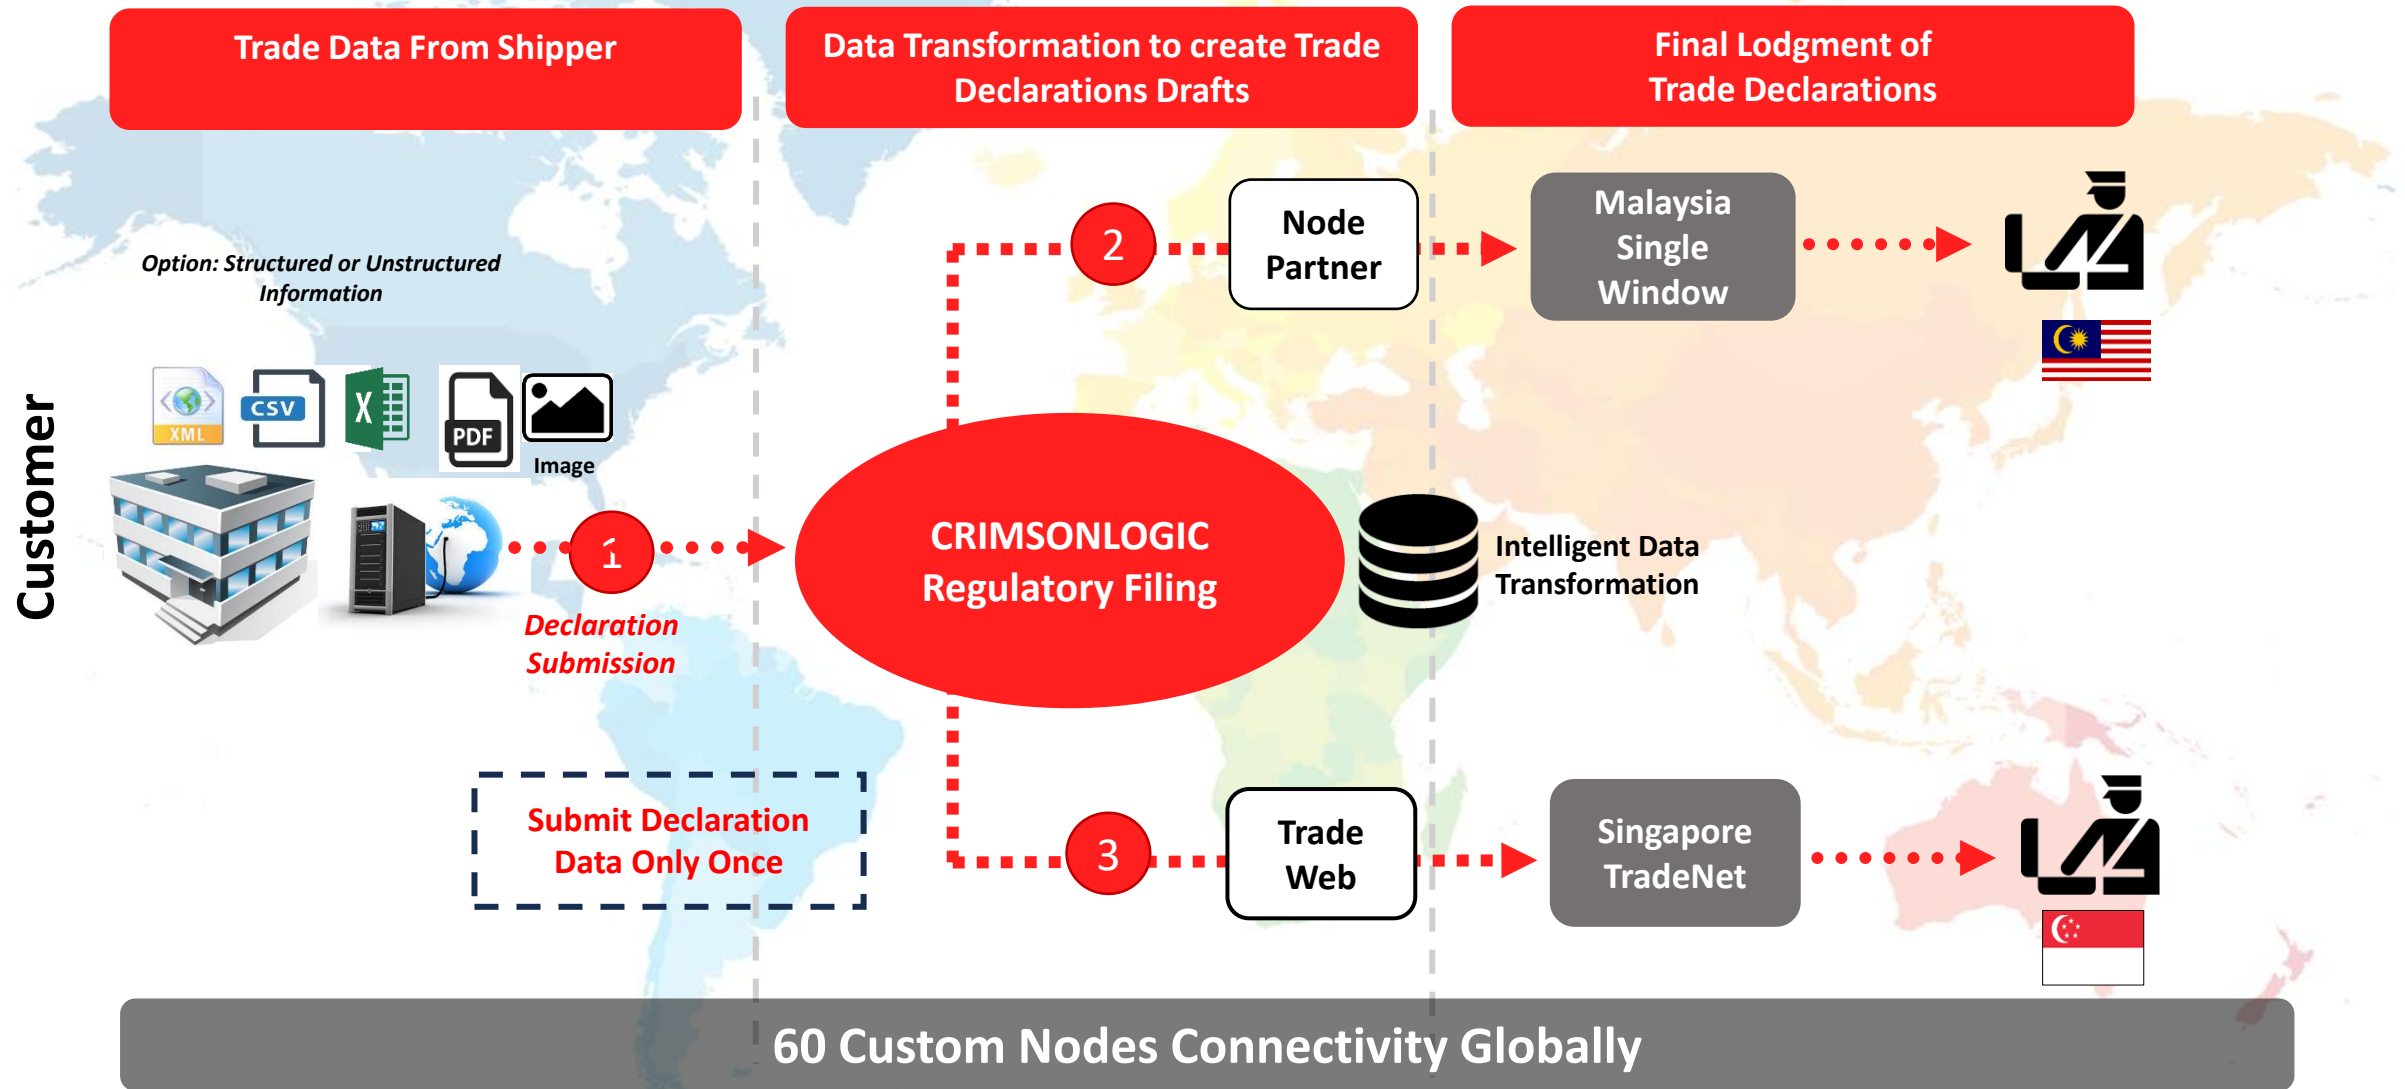 Trade Data From Shipper
Data Transformation to create Trade
Declarations Drafts
Final Lodgment of
Trade Declarations
Customer
Option: Structured or Unstructured
Information
XML
CSV
X
PDF
Image
1
Declaration
Submission
Submit Declaration
Data Only Once
2
Node
Partner
Malaysia
Single
Window
CRIMSONLOGIC
Regulatory Filing
Intelligent Data
Transformation
3
Trade
Web
Singapore
TradeNet
60 Custom Nodes Connectivity Globally